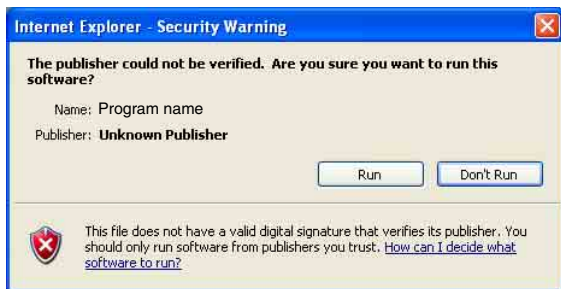 Internet Explorer - Security Warning
The publisher could not be verified. Are you sure you want to run this
software?
Name: Program name
Publisher: Unknown Publisher
Run Don't Run
This file does not have a valid digital signature that verifies its publisher. You
should only run software from publishers you trust. How can I decide what
software to run?